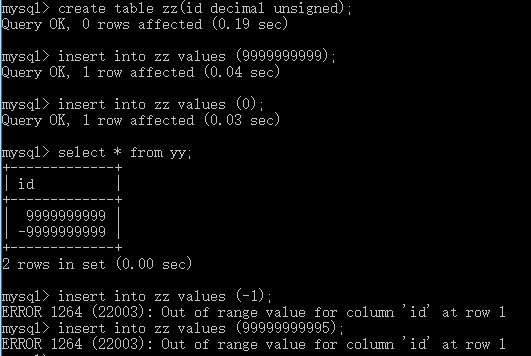 mysql> create table zz(id decimal unsigned);
Query OK, 0 rows affected (0.19 sec)
mysql> insert into zz values (9999999999);
Query OK, 1 row affected (0.04 sec)
mysql> insert into zz values (0);
Query OK, 1 row affected (0.03 sec)
mysql> select * from yy;
+-------------+
| id          |
+-------------+
|  9999999999 |
| -9999999999 |
+-------------+
2 rows in set (0.00 sec)
mysql> insert into zz values (-1);
ERROR 1264 (22003): Out of range value for column 'id' at row 1
mysql> insert into zz values (99999999995);
ERROR 1264 (22003): Out of range value for column 'id' at row 1